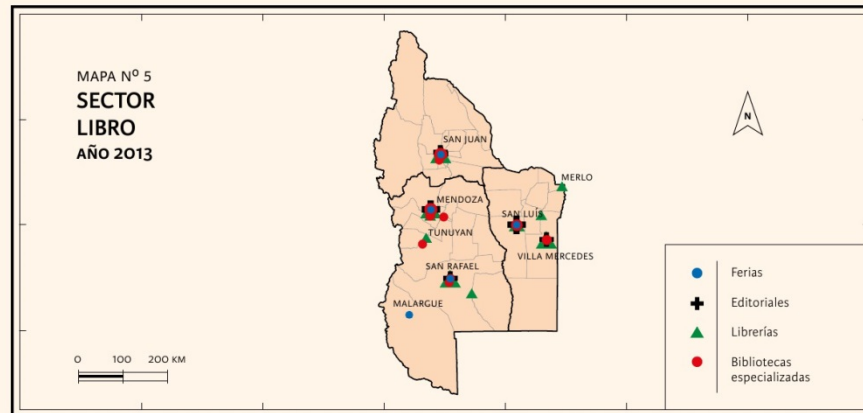 MAPA Nº 5
SECTOR
LIBRO
AÑO 2013
N
SAN JUAN
MERLO
MENDOZA
SAN LUIS
TUNUYAN
VILLA MERCEDES
SAN RAFAEL
MALARGUE
0 100 200 KM
Ferias
Editoriales
Librerías
Bibliotecas
especializadas